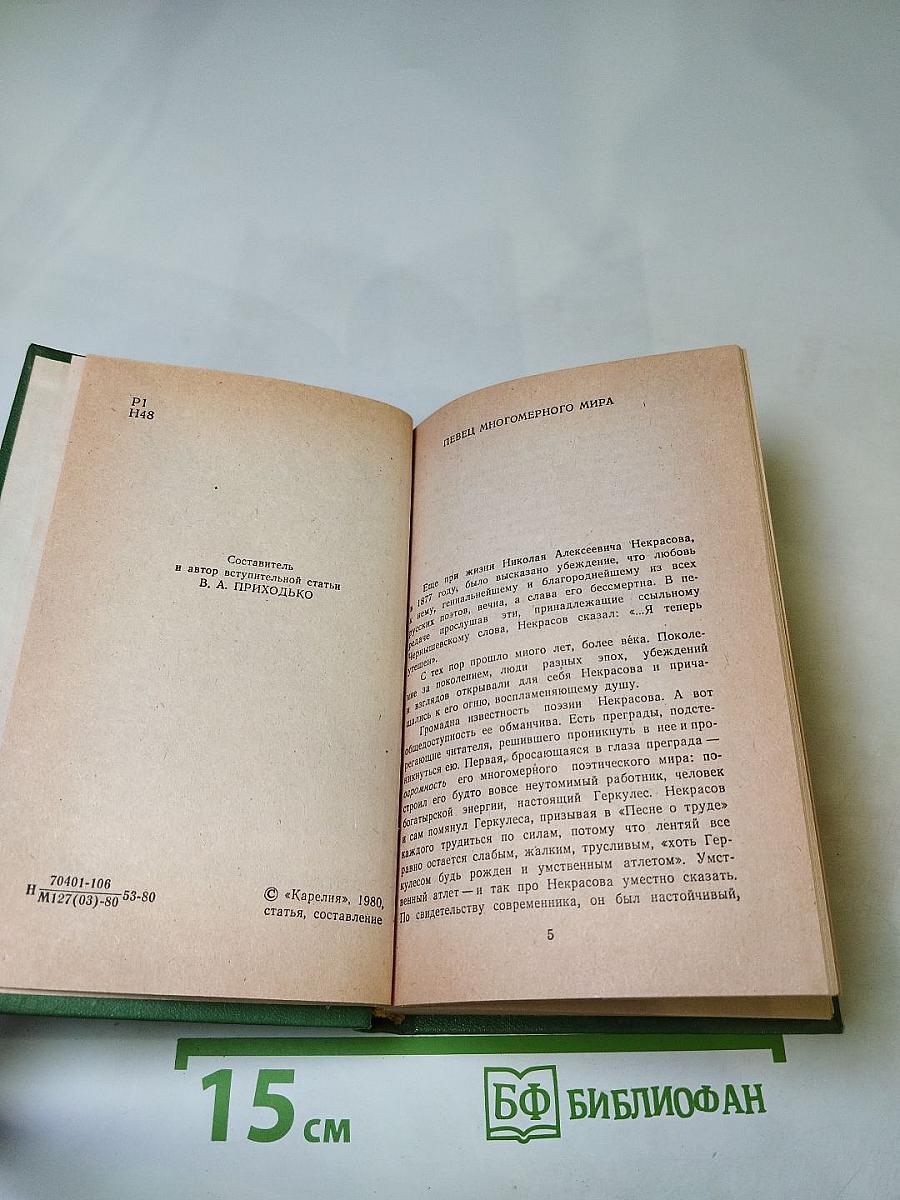 Р1
Н48
Составитель
и автор вступительной статьи
В. А. ПРИХОДЬКО
Н 70401-106 53-80
М127(03)-80
© «Карелия», 1980,
статья, составление
ПЕВЕЦ МНОГОМЕРНОГО МИРА
Еще при жизни Николая Алексеевича Некрасова,
в 1877 году, было высказано убеждение, что любовь
к нему, гениальнейшему и благороднейшему из всех
русских поэтов, вечна, а слава его бессмертна. В пе-
редаче прослушав эти, принадлежащие ссыльному
Чернышевскому слова, Некрасов сказал: «...Я теперь
утешен».
С тех пор прошло много лет, более века. Поколе-
ние за поколением, люди разных эпох, убеждений
и взглядов открывали для себя Некрасова и прича-
щались к его огню, воспламеняющему душу.
Громадна известность поэзии Некрасова. А вот
общедоступность ее обманчива. Есть преграды, подсте-
регающие читателя, решившего проникнуть в нее и про-
никнуться ею. Первая, бросающаяся в глаза преграда —
огромность его многомерного поэтического мира: по-
строил его будто вовсе неутомимый работник, человек
богатырской энергии, настоящий Геркулес. Некрасов
и сам помянул Геркулеса, призывая в «Песне о труде»
каждого трудиться по силам, потому что лентяй все
равно остается слабым, жалким, трусливым, «хоть Гер-
кулесом будь рожден и умственным атлетом». Умст-
венный атлет — и так про Некрасова уместно сказать.
По свидетельству современника, он был настойчивый,
5
15 см
БФ БИБЛИОФАН